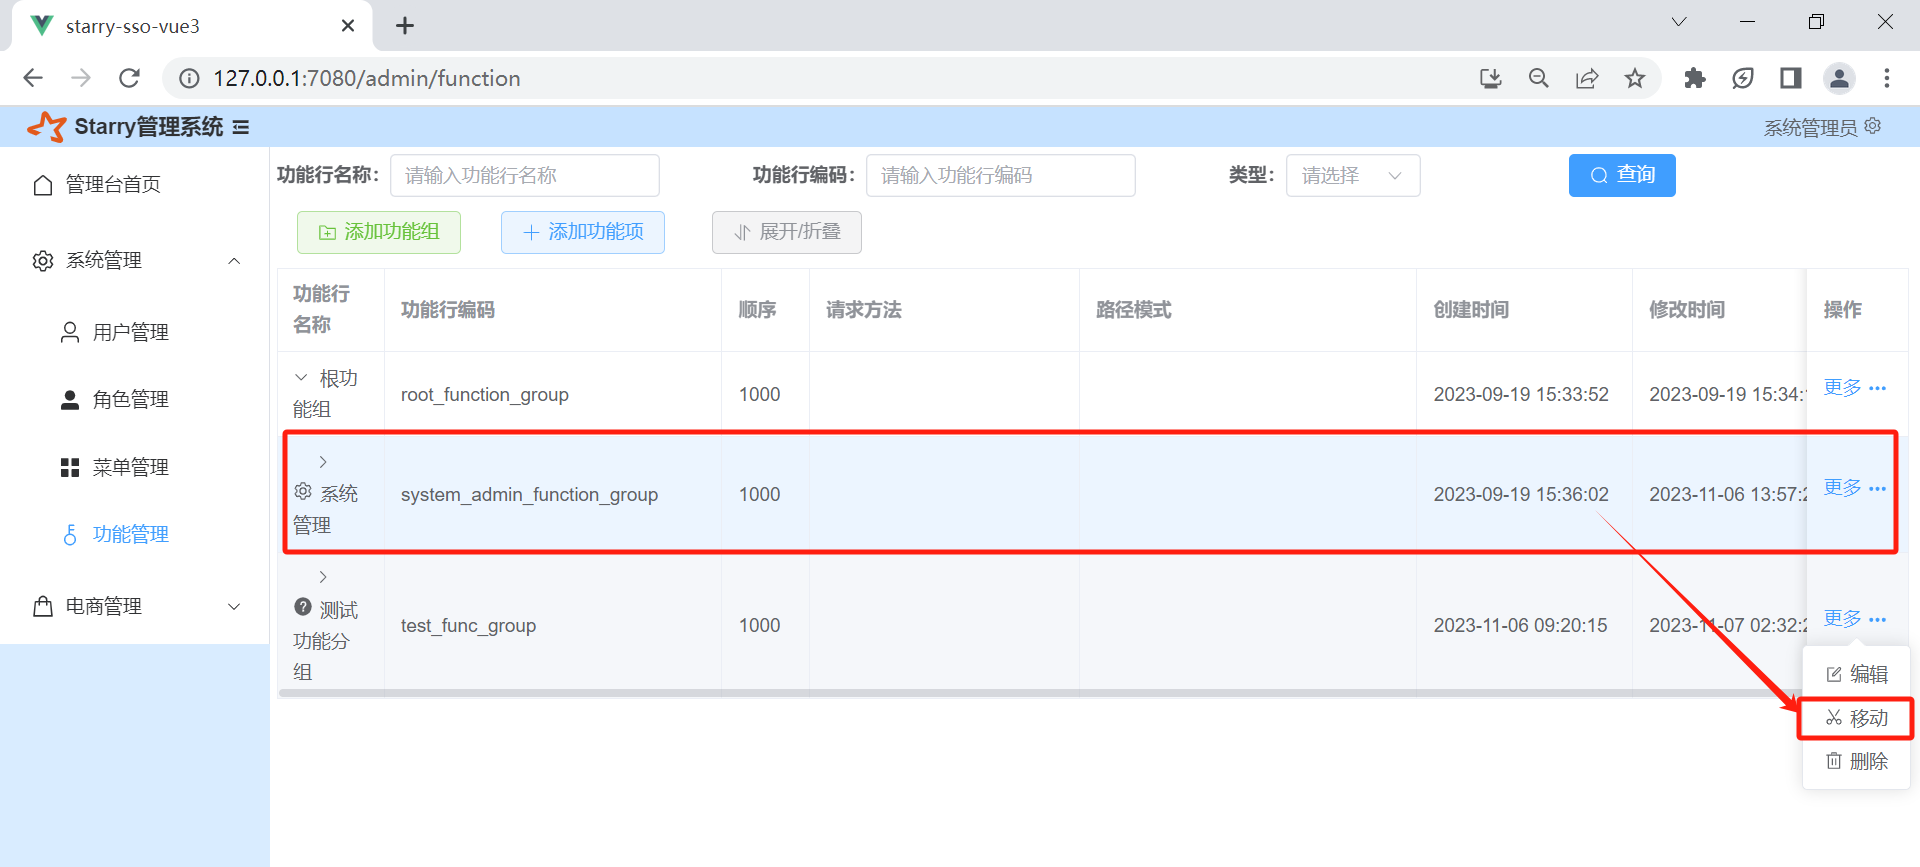 starry-sso-vue3
127.0.0.1:7080/admin/function
Starry管理系统
系统管理员
管理台首页
系统管理
用户管理
角色管理
菜单管理
功能管理
电商管理
功能行名称: 请输入功能行名称 功能行编码: 请输入功能行编码 类型: 请选择 查询
添加功能组 添加功能项 展开/折叠
功能行
名称
功能行编码 顺序 请求方法 路径模式 创建时间 修改时间 操作
根功
能组
root_function_group 1000 2023-09-19 15:33:52 2023-09-19 15:34: 更多
系统
管理
system_admin_function_group 1000 2023-09-19 15:36:02 2023-11-06 13:57:2 更多
测试
功能分
组
test_func_group 1000 2023-11-06 09:20:15 2023-11-07 02:32:2 更多
编辑
移动
删除